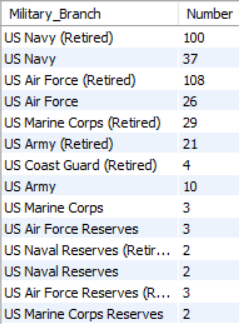 Military_Branch Number
US Navy (Retired) 100
US Navy 37
US Air Force (Retired) 108
US Air Force 26
US Marine Corps (Retired) 29
US Army (Retired) 21
US Coast Guard (Retired) 4
US Army 10
US Marine Corps 3
US Air Force Reserves 3
US Naval Reserves (Retir... 2
US Naval Reserves 2
US Air Force Reserves (R... 3
US Marine Corps Reserves 2